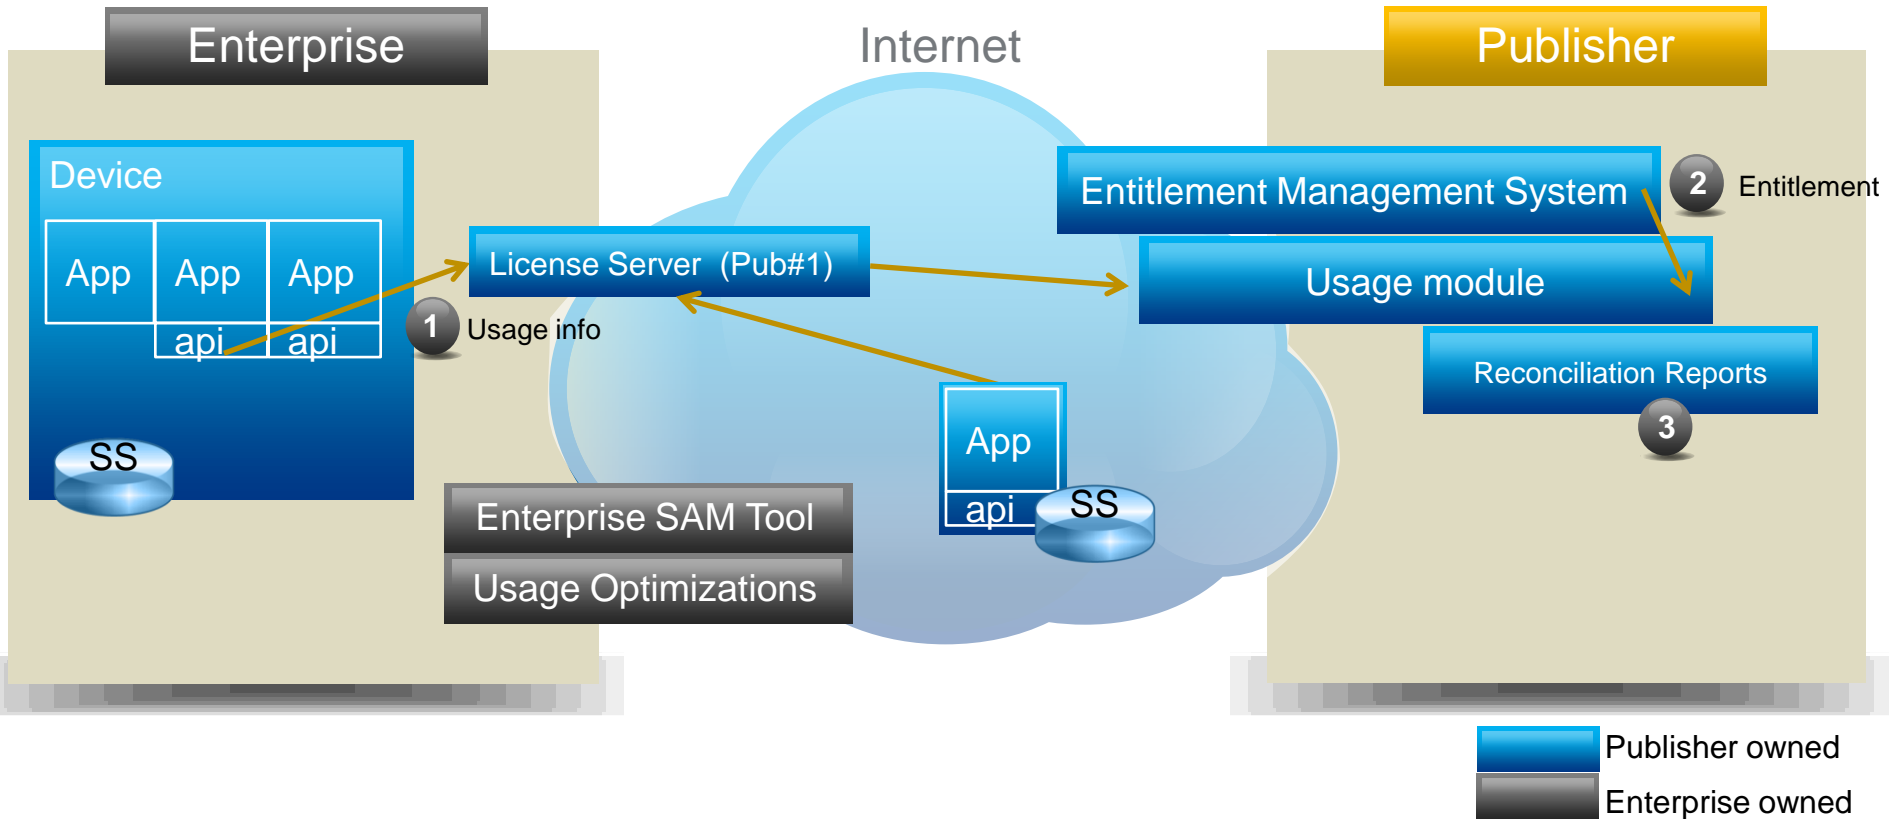 Enterprise
Internet
Publisher
Device
App
App
App
api
api
SS
1
Usage info
License Server (Pub#1)
Enterprise SAM Tool
Usage Optimizations
App
api
SS
Entitlement Management System
2
Entitlement
Usage module
Reconciliation Reports
3
Publisher owned
Enterprise owned